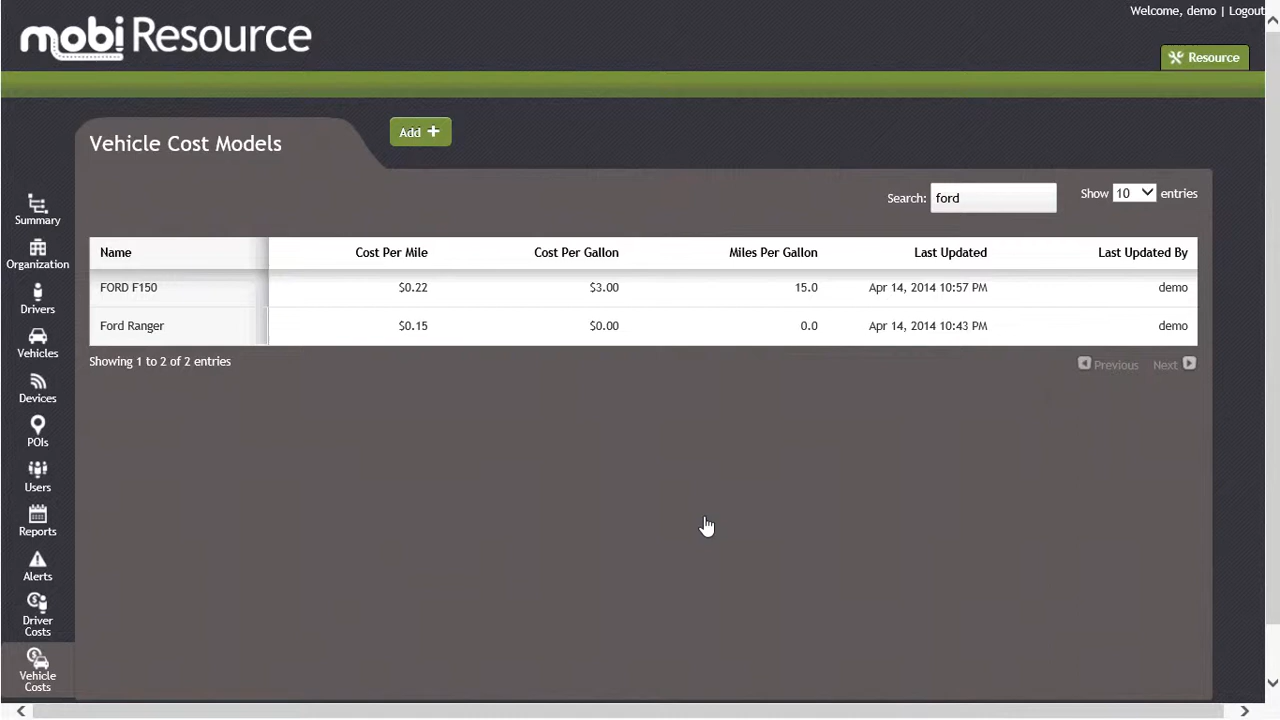 Welcome, demo | Logout
mobi Resource
Resource
Vehicle Cost Models
Add
Search: ford
Show 10 entries
Name Cost Per Mile Cost Per Gallon Miles Per Gallon Last Updated Last Updated By
FORD F150 $0.22 $3.00 15.0 Apr 14, 2014 10:57 PM demo
Ford Ranger $0.15 $0.00 0.0 Apr 14, 2014 10:43 PM demo
Showing 1 to 2 of 2 entries
Previous Next
Summary
Organization
Drivers
Vehicles
Devices
POIs
Users
Reports
Alerts
Driver
Costs
Vehicle
Costs